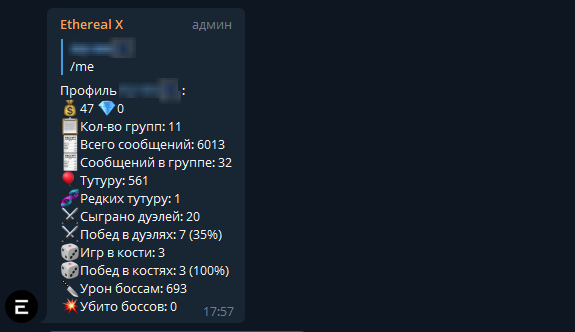 Ethereal X админ
/me
Профиль :
47 0
Кол-во групп: 11
Всего сообщений: 6013
Сообщений в группе: 32
Тутуру: 561
Редких тутуру: 1
Сыграно дуэлей: 20
Побед в дуэлях: 7 (35%)
Игр в кости: 3
Побед в костях: 3 (100%)
Урон боссам: 693
Убито боссов: 0
17:57